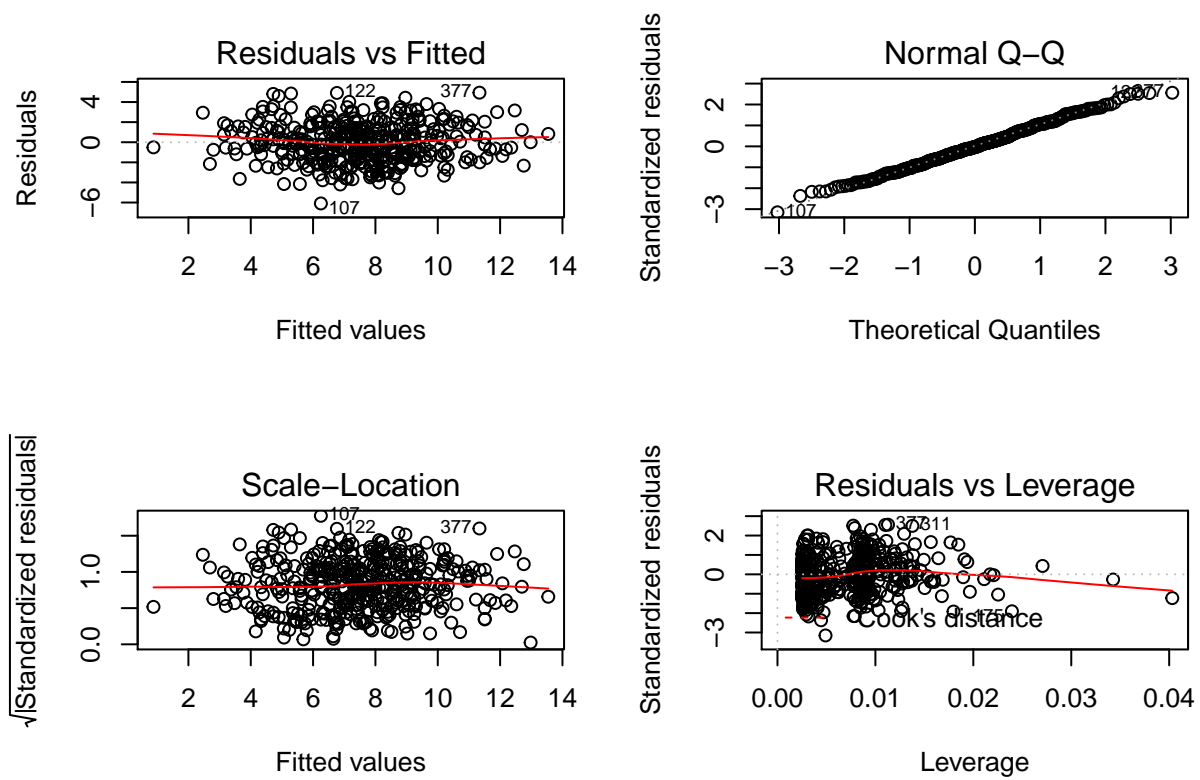 Residuals vs Fitted
Residuals
4
0
−6
122
377
107
2 4 6 8 10 12 14
Fitted values
Normal Q−Q
Standardized residuals
2
0
−3
377
107
−3 −2 −1 0 1 2 3
Theoretical Quantiles
Scale−Location
√|Standardized residuals|
1.0
0.0
107
122
377
2 4 6 8 10 12 14
Fitted values
Residuals vs Leverage
Standardized residuals
2
0
−3
377
311
175
Cook's distance
0.00 0.01 0.02 0.03 0.04
Leverage